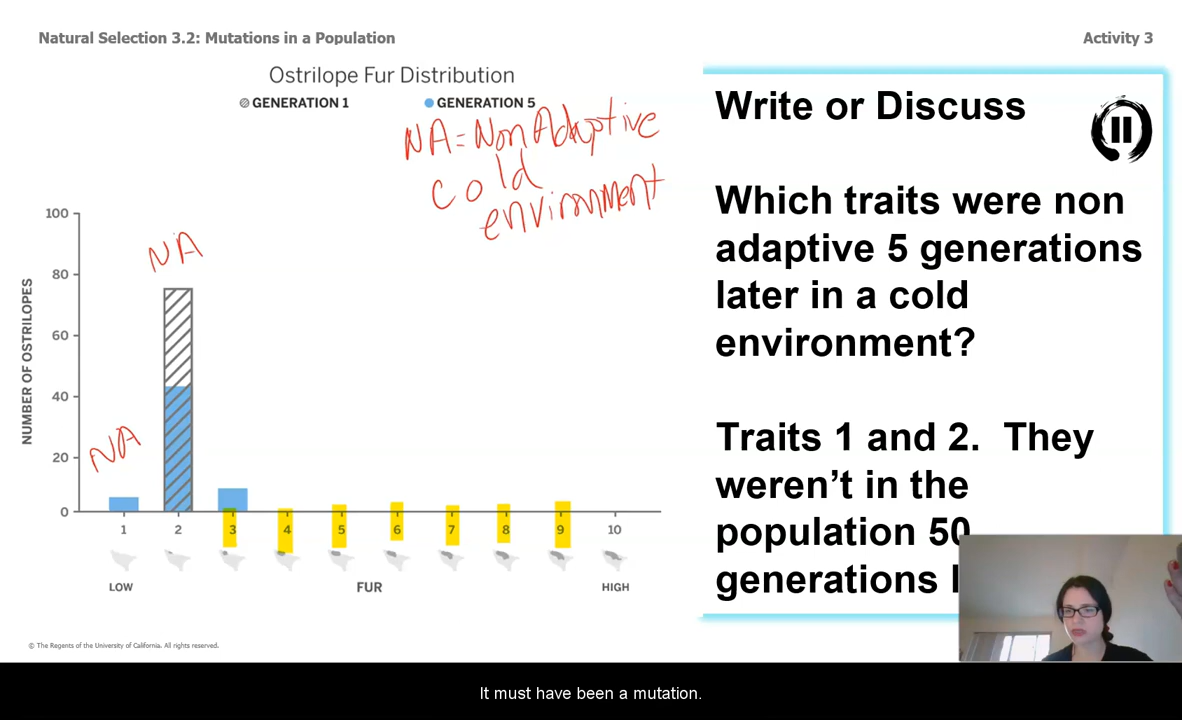 Natural Selection 3.2: Mutations in a Population
Activity 3
Ostrilope Fur Distribution
GENERATION 1
GENERATION 5
NA = NonAdaptive
cold
environment
NUMBER OF OSTRILOPES
100
80
60
40
20
0
NA
NA
1 2 3 4 5 6 7 8 9 10
LOW
FUR
HIGH
Write or Discuss
Which traits were non
adaptive 5 generations
later in a cold
environment?
Traits 1 and 2. They
weren't in the
population 50
generations
© The Regents of the University of California. All rights reserved.
It must have been a mutation.